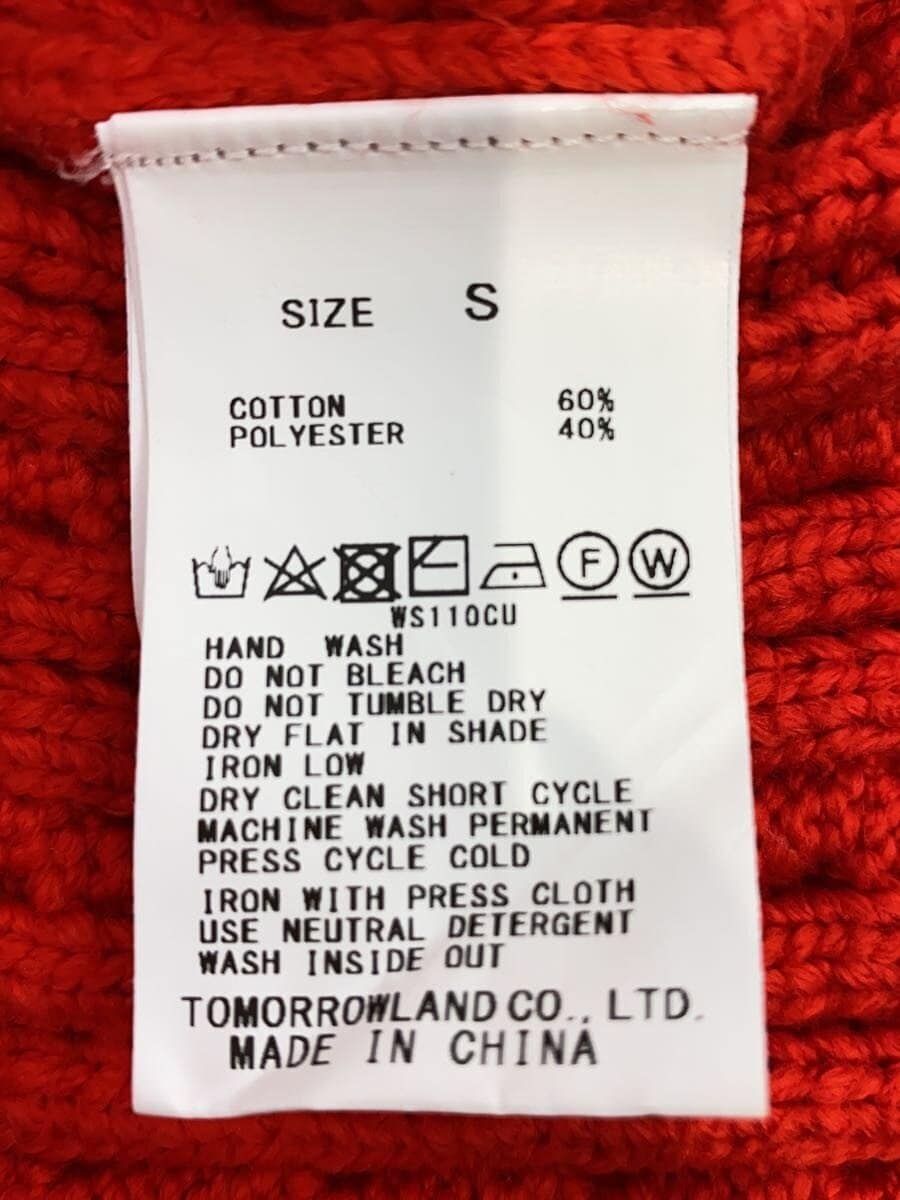 SIZE S
COTTON 60%
POLYESTER 40%
F W
WS110CU
HAND WASH
DO NOT BLEACH
DO NOT TUMBLE DRY
DRY FLAT IN SHADE
IRON LOW
DRY CLEAN SHORT CYCLE
MACHINE WASH PERMANENT
PRESS CYCLE COLD
IRON WITH PRESS CLOTH
USE NEUTRAL DETERGENT
WASH INSIDE OUT
TOMORROWLAND CO., LTD.
MADE IN CHINA